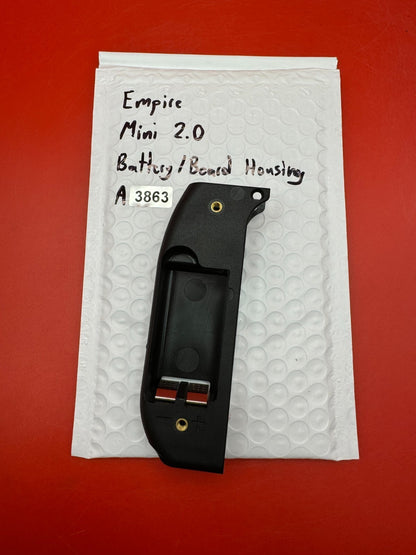 Empire
Mini 2.0
Battery/Board Housing
A 3863